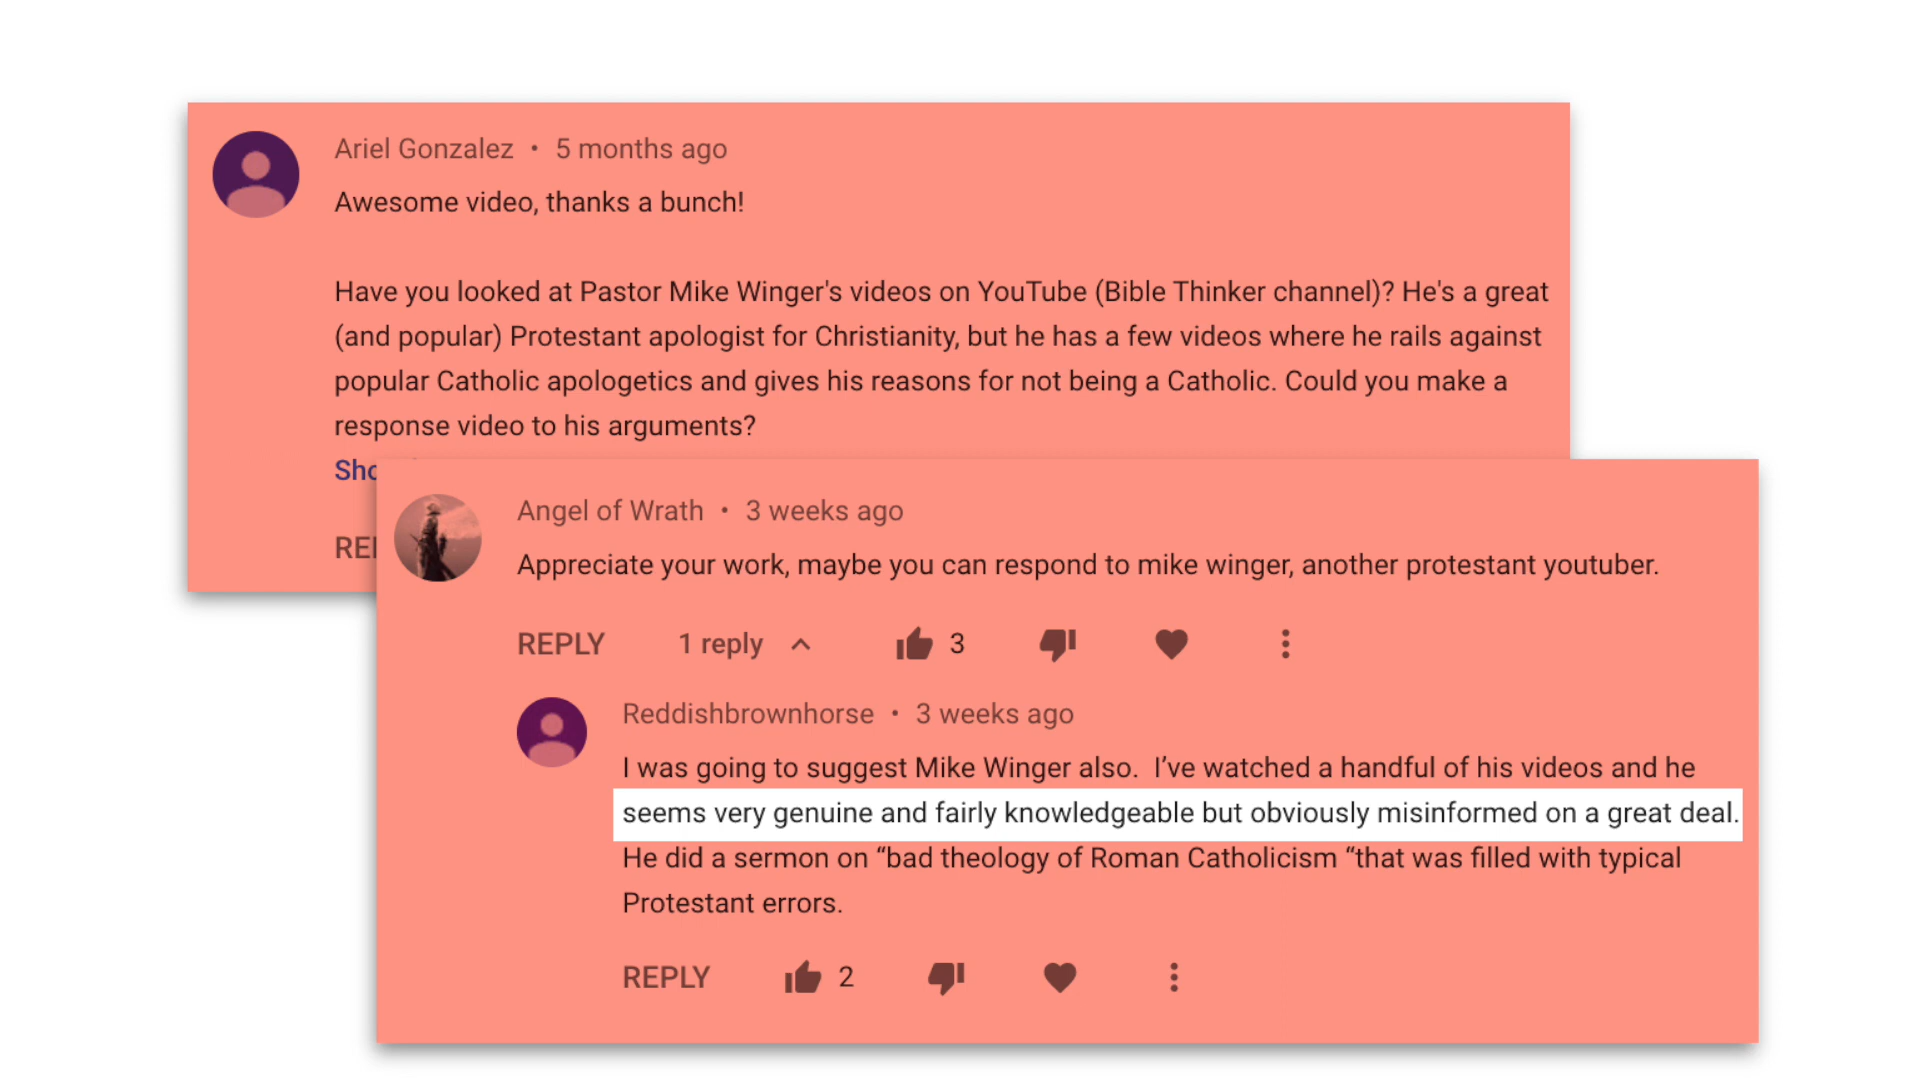 Ariel Gonzalez • 5 months ago
Awesome video, thanks a bunch!
Have you looked at Pastor Mike Winger's videos on YouTube (Bible Thinker channel)? He's a great
(and popular) Protestant apologist for Christianity, but he has a few videos where he rails against
popular Catholic apologetics and gives his reasons for not being a Catholic. Could you make a
response video to his arguments?
Angel of Wrath • 3 weeks ago
Appreciate your work, maybe you can respond to mike winger, another protestant youtuber.
REPLY 1 reply 3
Reddishbrownhorse • 3 weeks ago
I was going to suggest Mike Winger also.  I’ve watched a handful of his videos and he
seems very genuine and fairly knowledgeable but obviously misinformed on a great deal.
He did a sermon on “bad theology of Roman Catholicism “that was filled with typical
Protestant errors.
REPLY 2